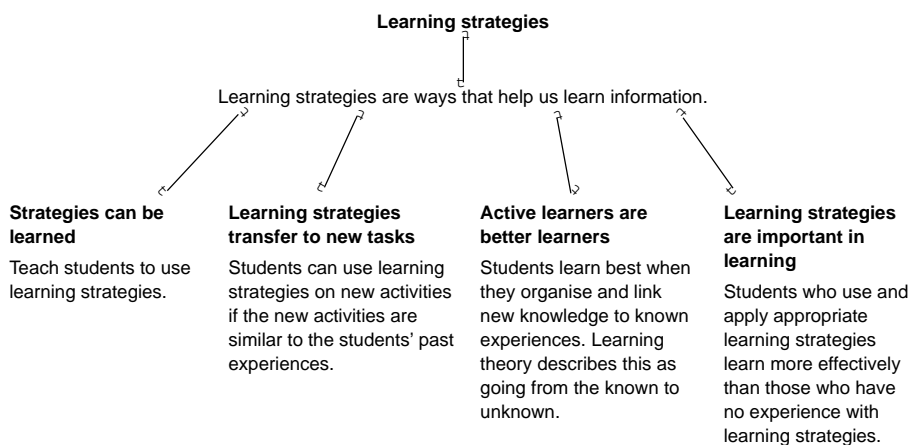 Learning strategies
Learning strategies are ways that help us learn information.
Strategies can be
learned
Teach students to use
learning strategies.
Learning strategies
transfer to new tasks
Students can use learning
strategies on new activities
if the new activities are
similar to the students' past
experiences.
Active learners are
better learners
Students learn best when
they organise and link
new knowledge to known
experiences. Learning
theory describes this as
going from the known to
unknown.
Learning strategies
are important in
learning
Students who use and
apply appropriate
learning strategies
learn more effectively
than those who have
no experience with
learning strategies.